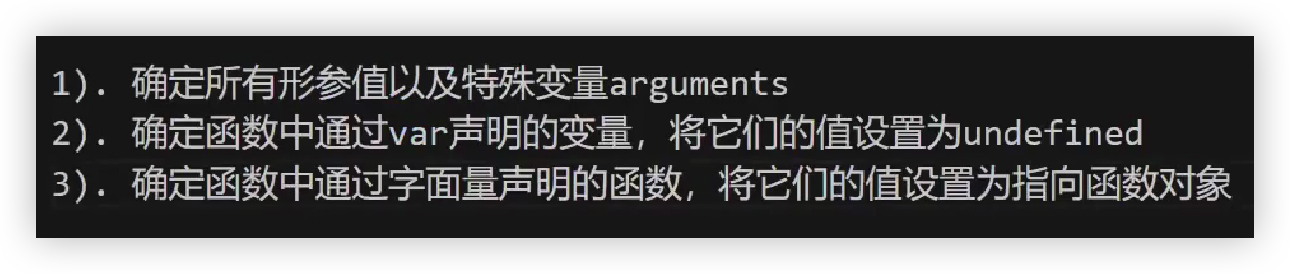 1). 确定所有形参值以及特殊变量arguments
2). 确定函数中通过var声明的变量，将它们的值设置为undefined
3). 确定函数中通过字面量声明的函数，将它们的值设置为指向函数对象